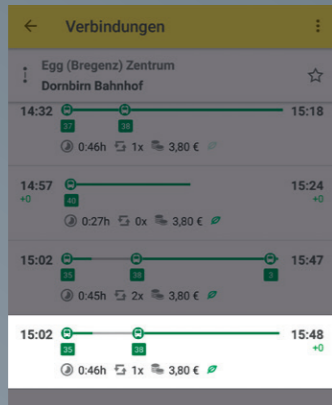 Verbindungen
Egg (Bregenz) Zentrum
Dornbirn Bahnhof
14:32 15:18
37 38
0:46h 1x 3,80 €
14:57 15:24
+0
40
0:27h 0x 3,80 €
15:02 15:47
35 38 3
0:45h 2x 3,80 €
15:02 15:48
35 38 +0
0:46h 1x 3,80 €